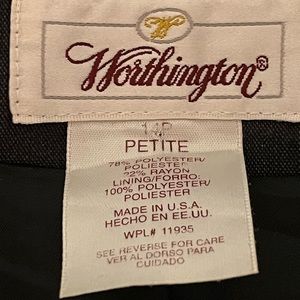 W
Worthington®
14P
PETITE
78% POLYESTER/
POLIESTER
22% RAYON
LINING/FORRO:
100% POLYESTER/
POLIESTER
MADE IN U.S.A.
HECHO EN EE.UU.
WPL# 11935
SEE REVERSE FOR CARE
VER AL DORSO PARA
CUIDADO